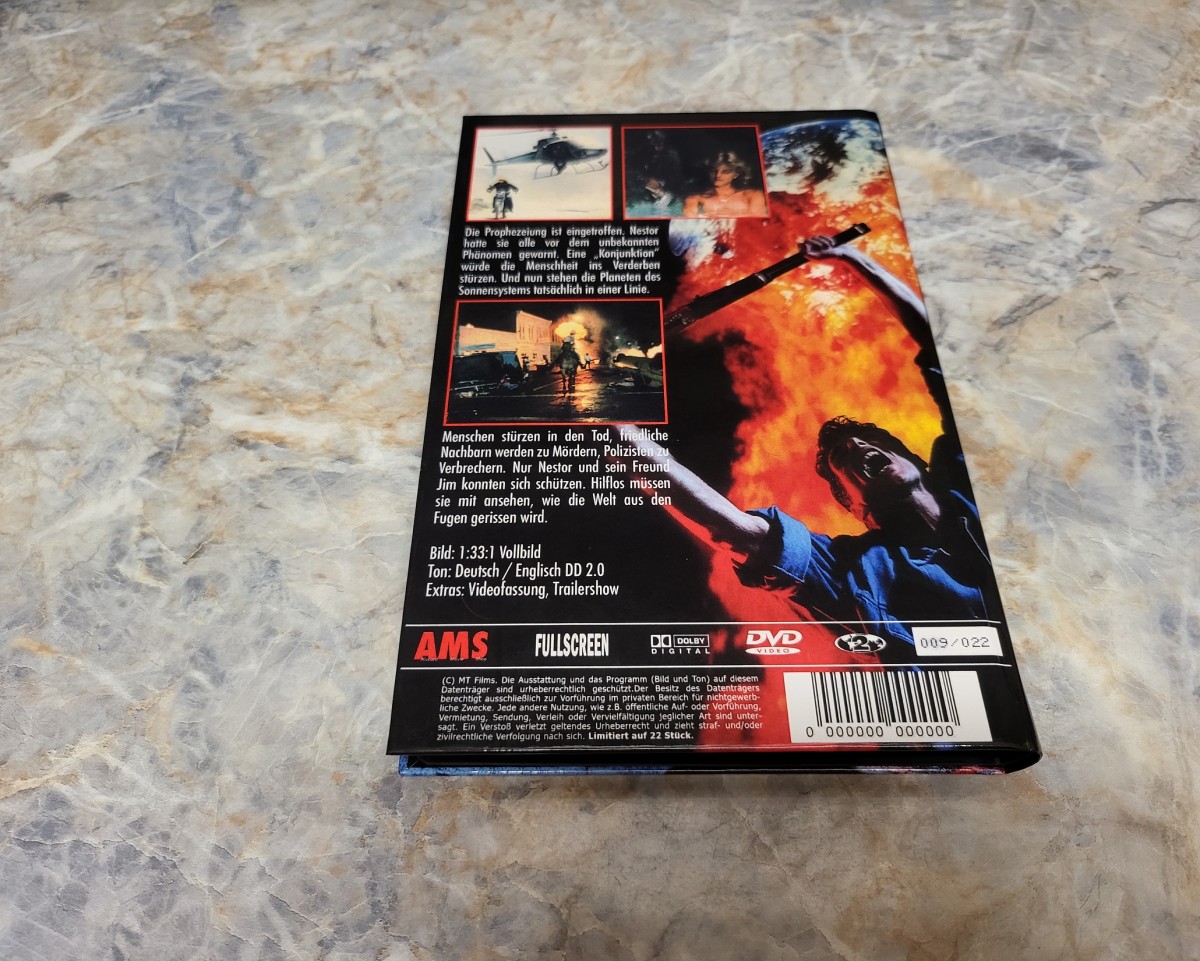 Die Prophezeiung ist eingetroffen. Nestor
hatte sie alle vor dem unbekannten
Phänomen gewarnt. Eine „Konjunktion"
würde die Menschheit ins Verderben
stürzen. Und nun stehen die Planeten des
Sonnensystems tatsächlich in einer Linie.
Menschen stürzen in den Tod, friedliche
Nachbarn werden zu Mördern, Polizisten zu
Verbrechern. Nur Nestor und sein Freund
Jim konnten sich schützen. Hilflos müssen
sie mit ansehen, wie die Welt aus den
Fugen gerissen wird.
Bild: 1:33:1 Vollbild
Ton: Deutsch / Englisch DD 2.0
Extras: Videofassung, Trailershow
AMS FULLSCREEN DOLBY DIGITAL DVD VIDEO 2 009/022
(C) MT Films. Die Ausstattung und das Programm (Bild und Ton) auf diesem
Datenträger sind urheberrechtlich geschützt.Der Besitz des Datenträgers
berechtigt ausschließlich zur Vorführung im privaten Bereich für nichtgewerb-
liche Zwecke. Jede andere Nutzung, wie z.B. öffentliche Auf- oder Vorführung,
Vermietung, Sendung, Verleih oder Vervielfältigung jeglicher Art sind unter-
sagt. Ein Verstoß verletzt geltendes Urheberrecht und zieht straf- und/oder
zivilrechtliche Verfolgung nach sich. Limitiert auf 22 Stück.
0 000000 000000